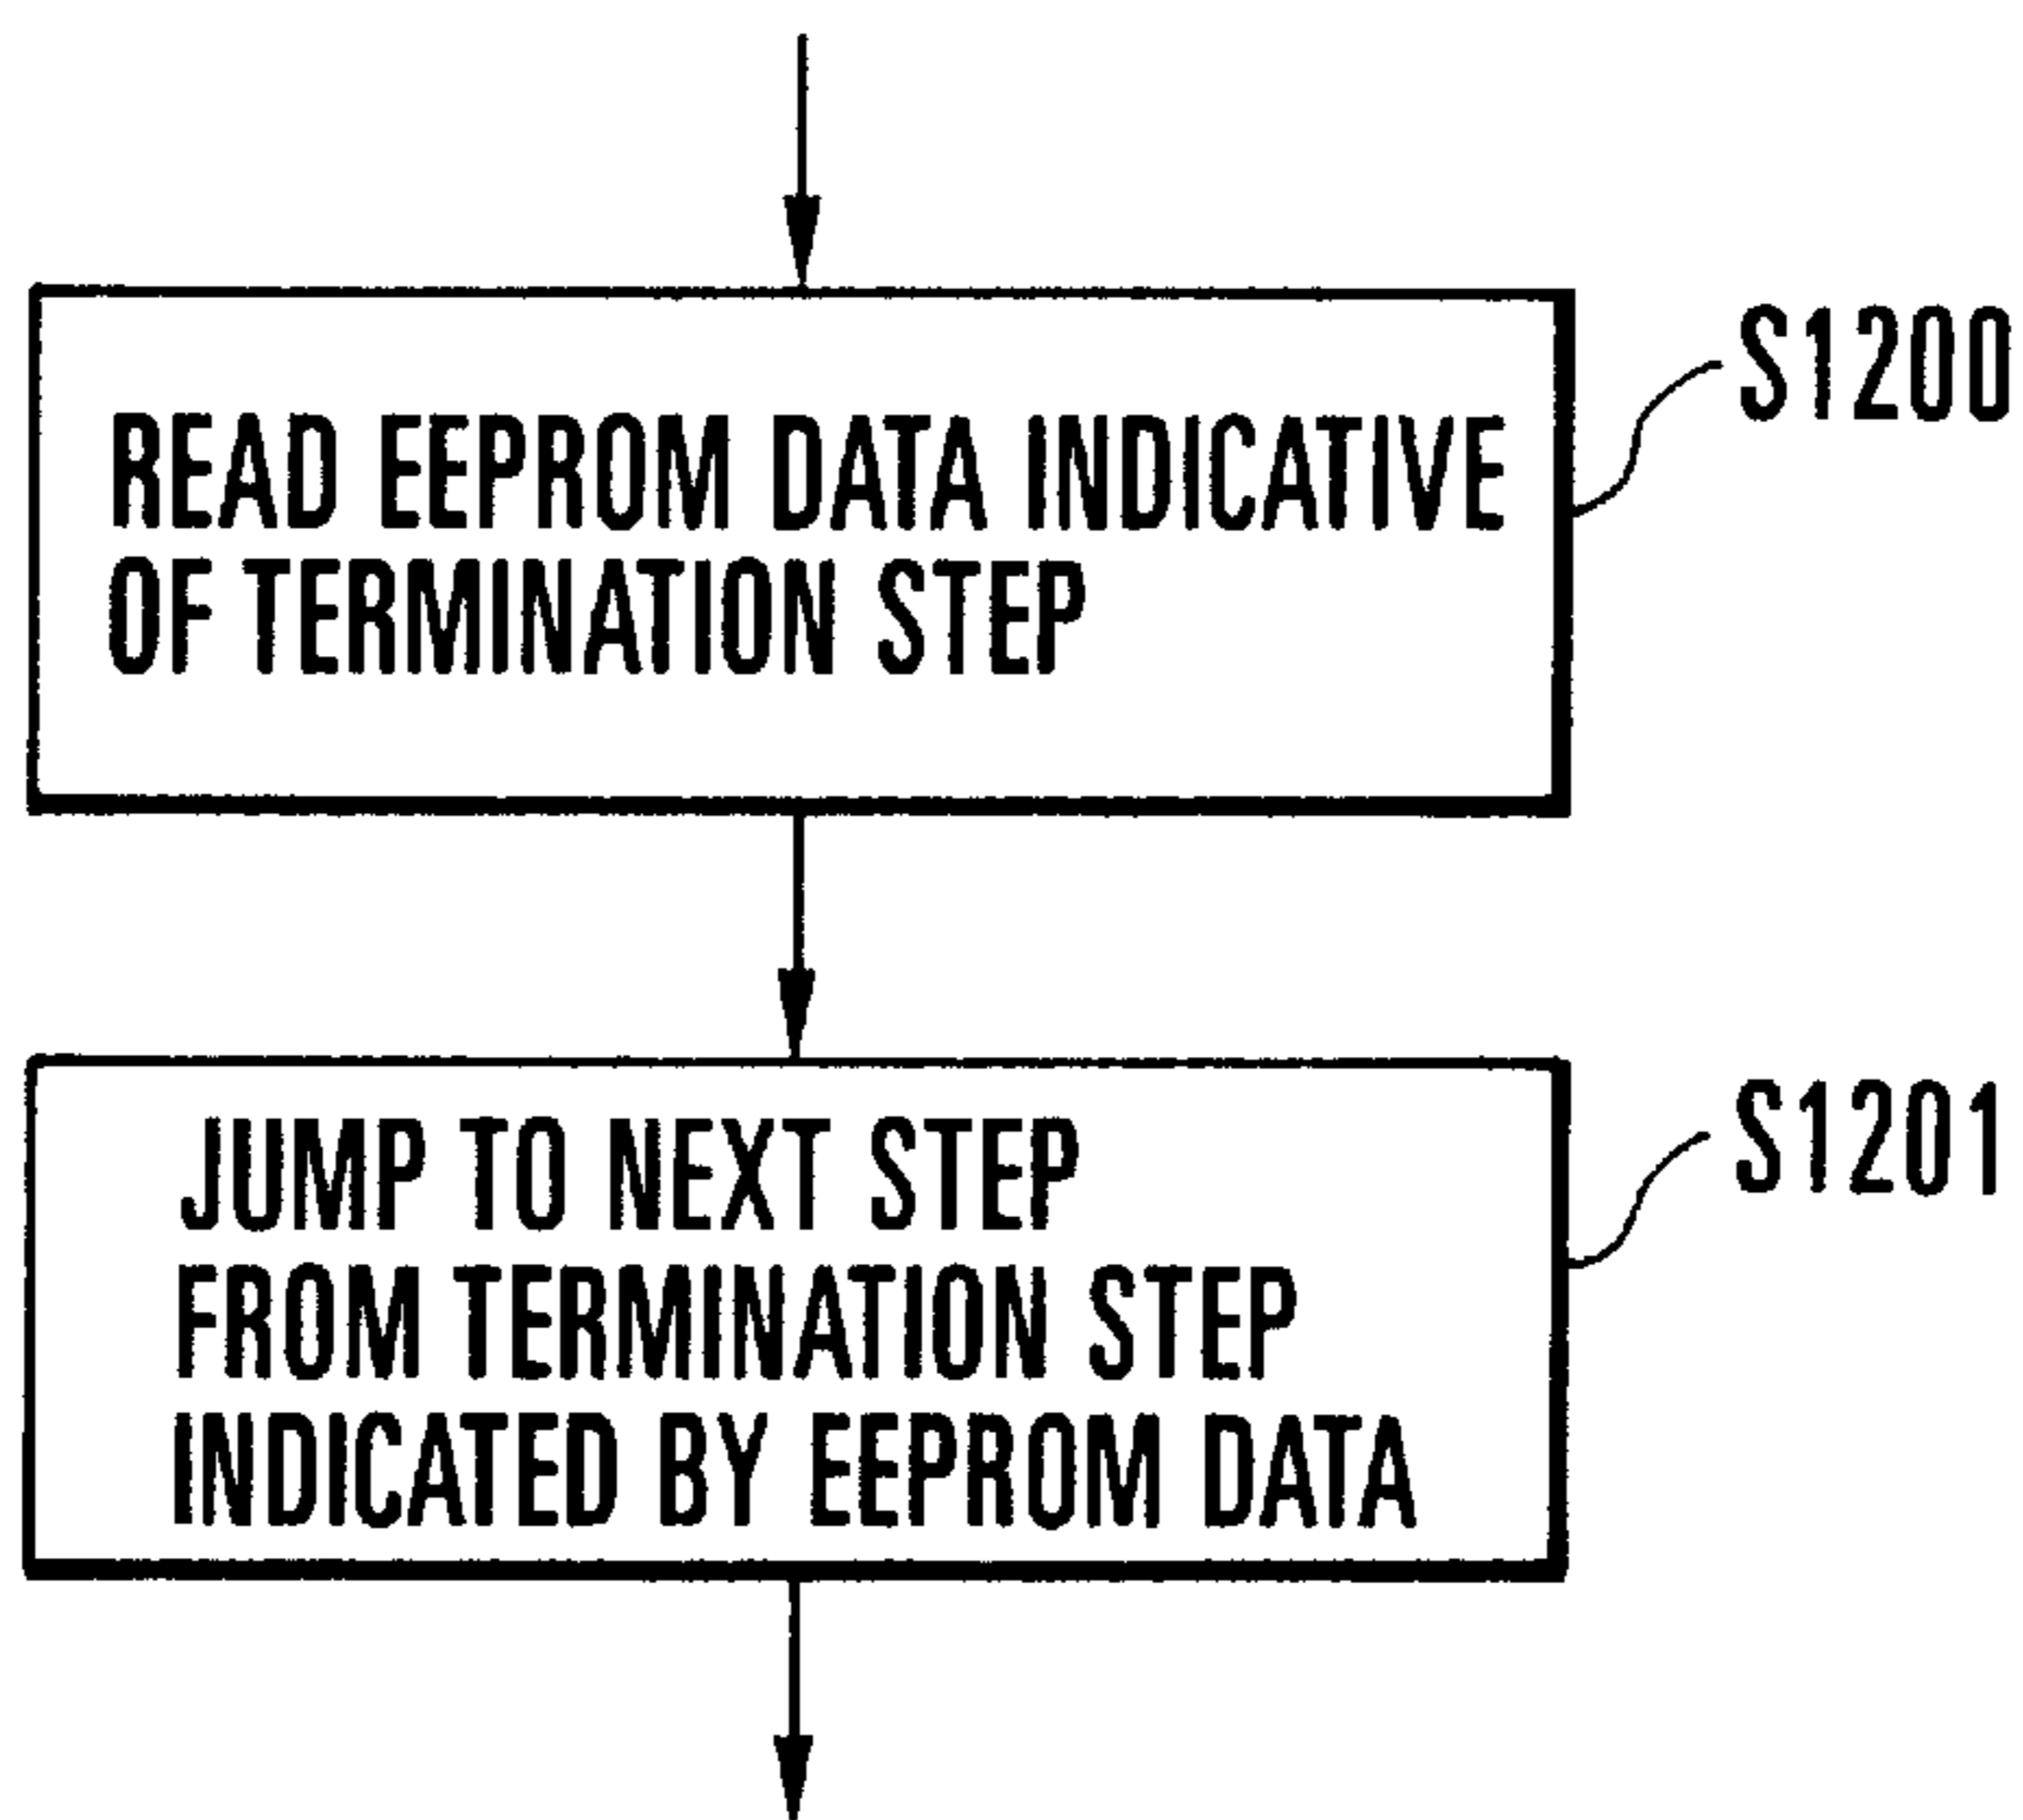 S1200
READ EEPROM DATA INDICATIVE
OF TERMINATION STEP
S1201
JUMP TO NEXT STEP
FROM TERMINATION STEP
INDICATED BY EEPROM DATA